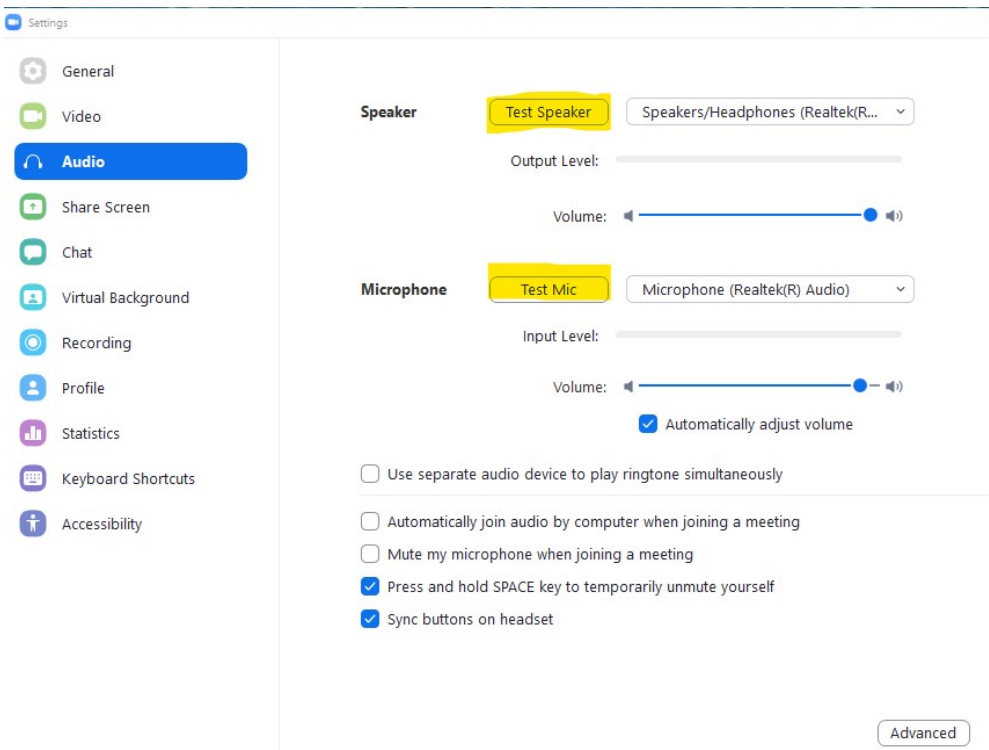 Settings
General
Video
Audio
Share Screen
Chat
Virtual Background
Recording
Profile
Statistics
Keyboard Shortcuts
Accessibility
Speaker Test Speaker Speakers/Headphones (Realtek(R...
Output Level:
Volume:
Microphone Test Mic Microphone (Realtek(R) Audio)
Input Level:
Volume:
Automatically adjust volume
Use separate audio device to play ringtone simultaneously
Automatically join audio by computer when joining a meeting
Mute my microphone when joining a meeting
Press and hold SPACE key to temporarily unmute yourself
Sync buttons on headset
Advanced